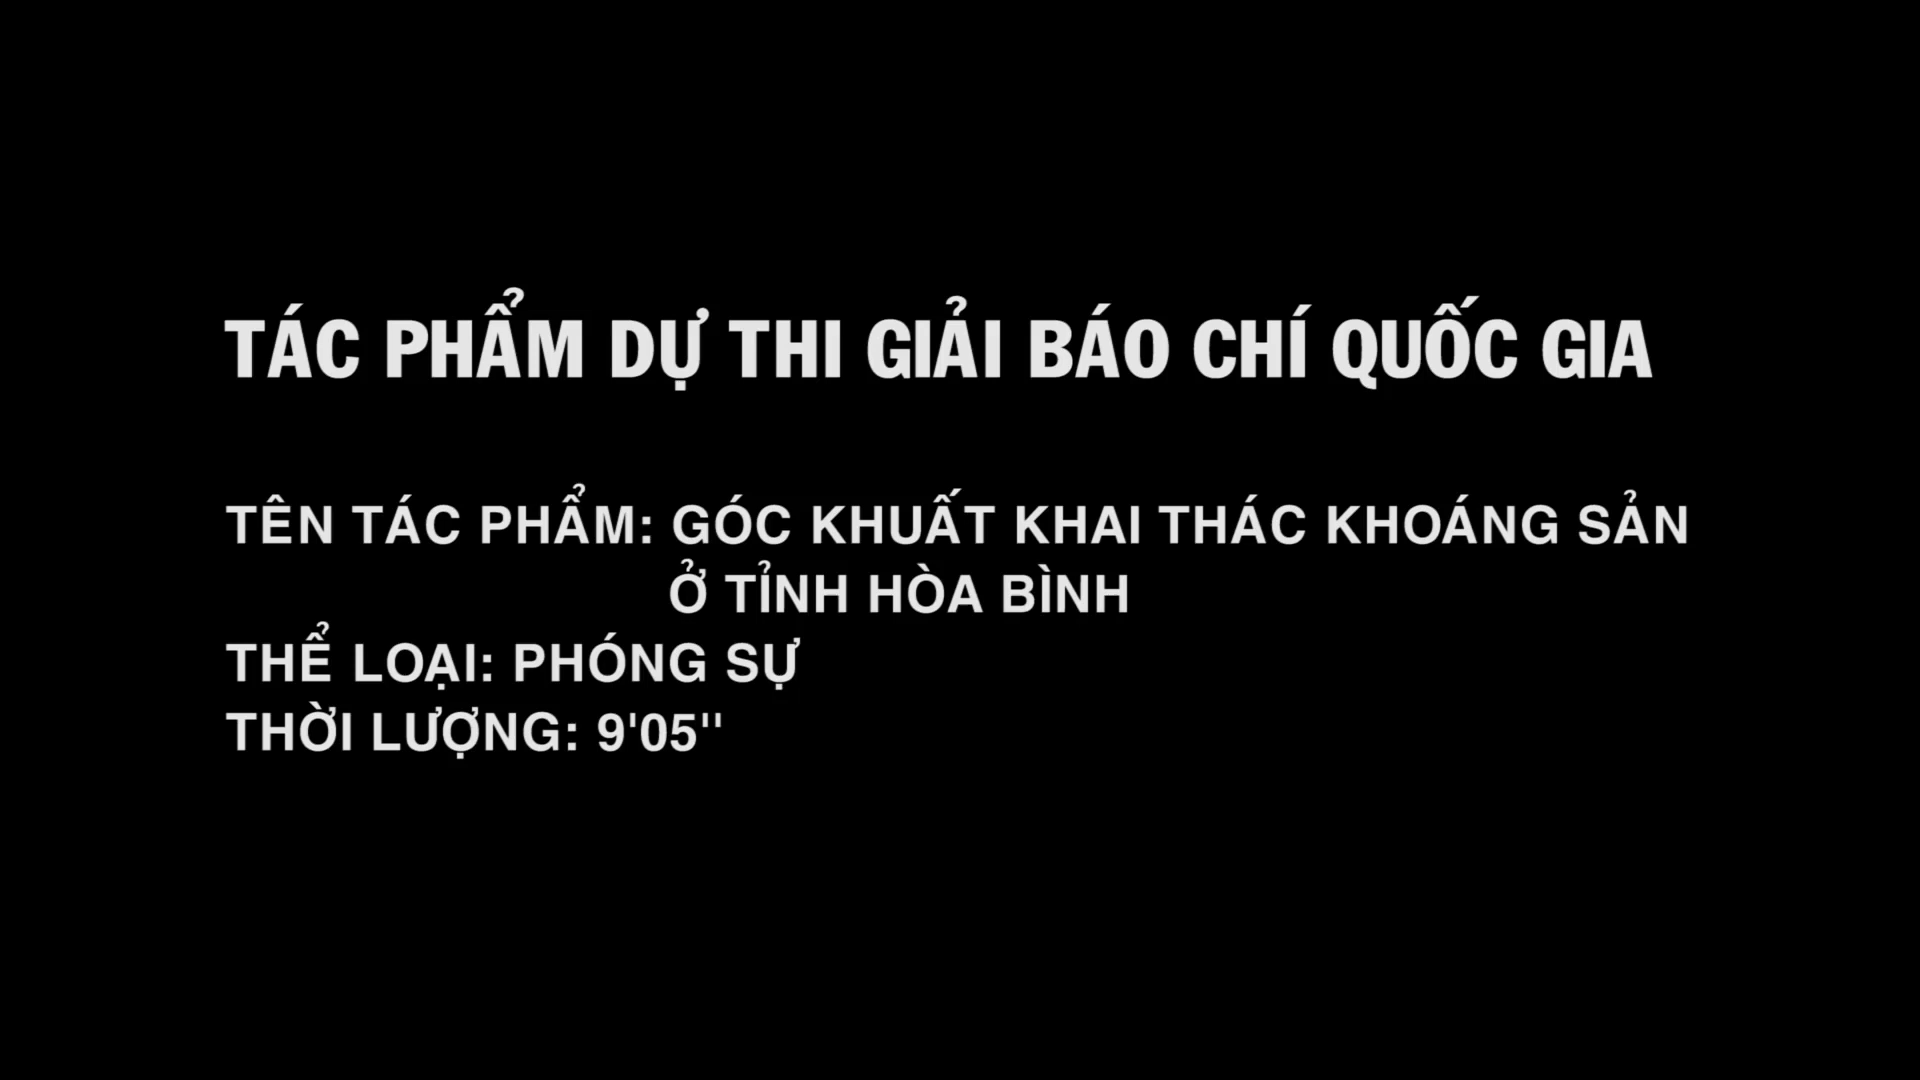 TÁC PHẨM DỰ THI GIẢI BÁO CHÍ QUỐC GIA
TÊN TÁC PHẨM: GÓC KHUẤT KHAI THÁC KHOÁNG SẢN
Ở TỈNH HÒA BÌNH
THỂ LOẠI: PHÓNG SỰ
THỜI LƯỢNG: 9'05''